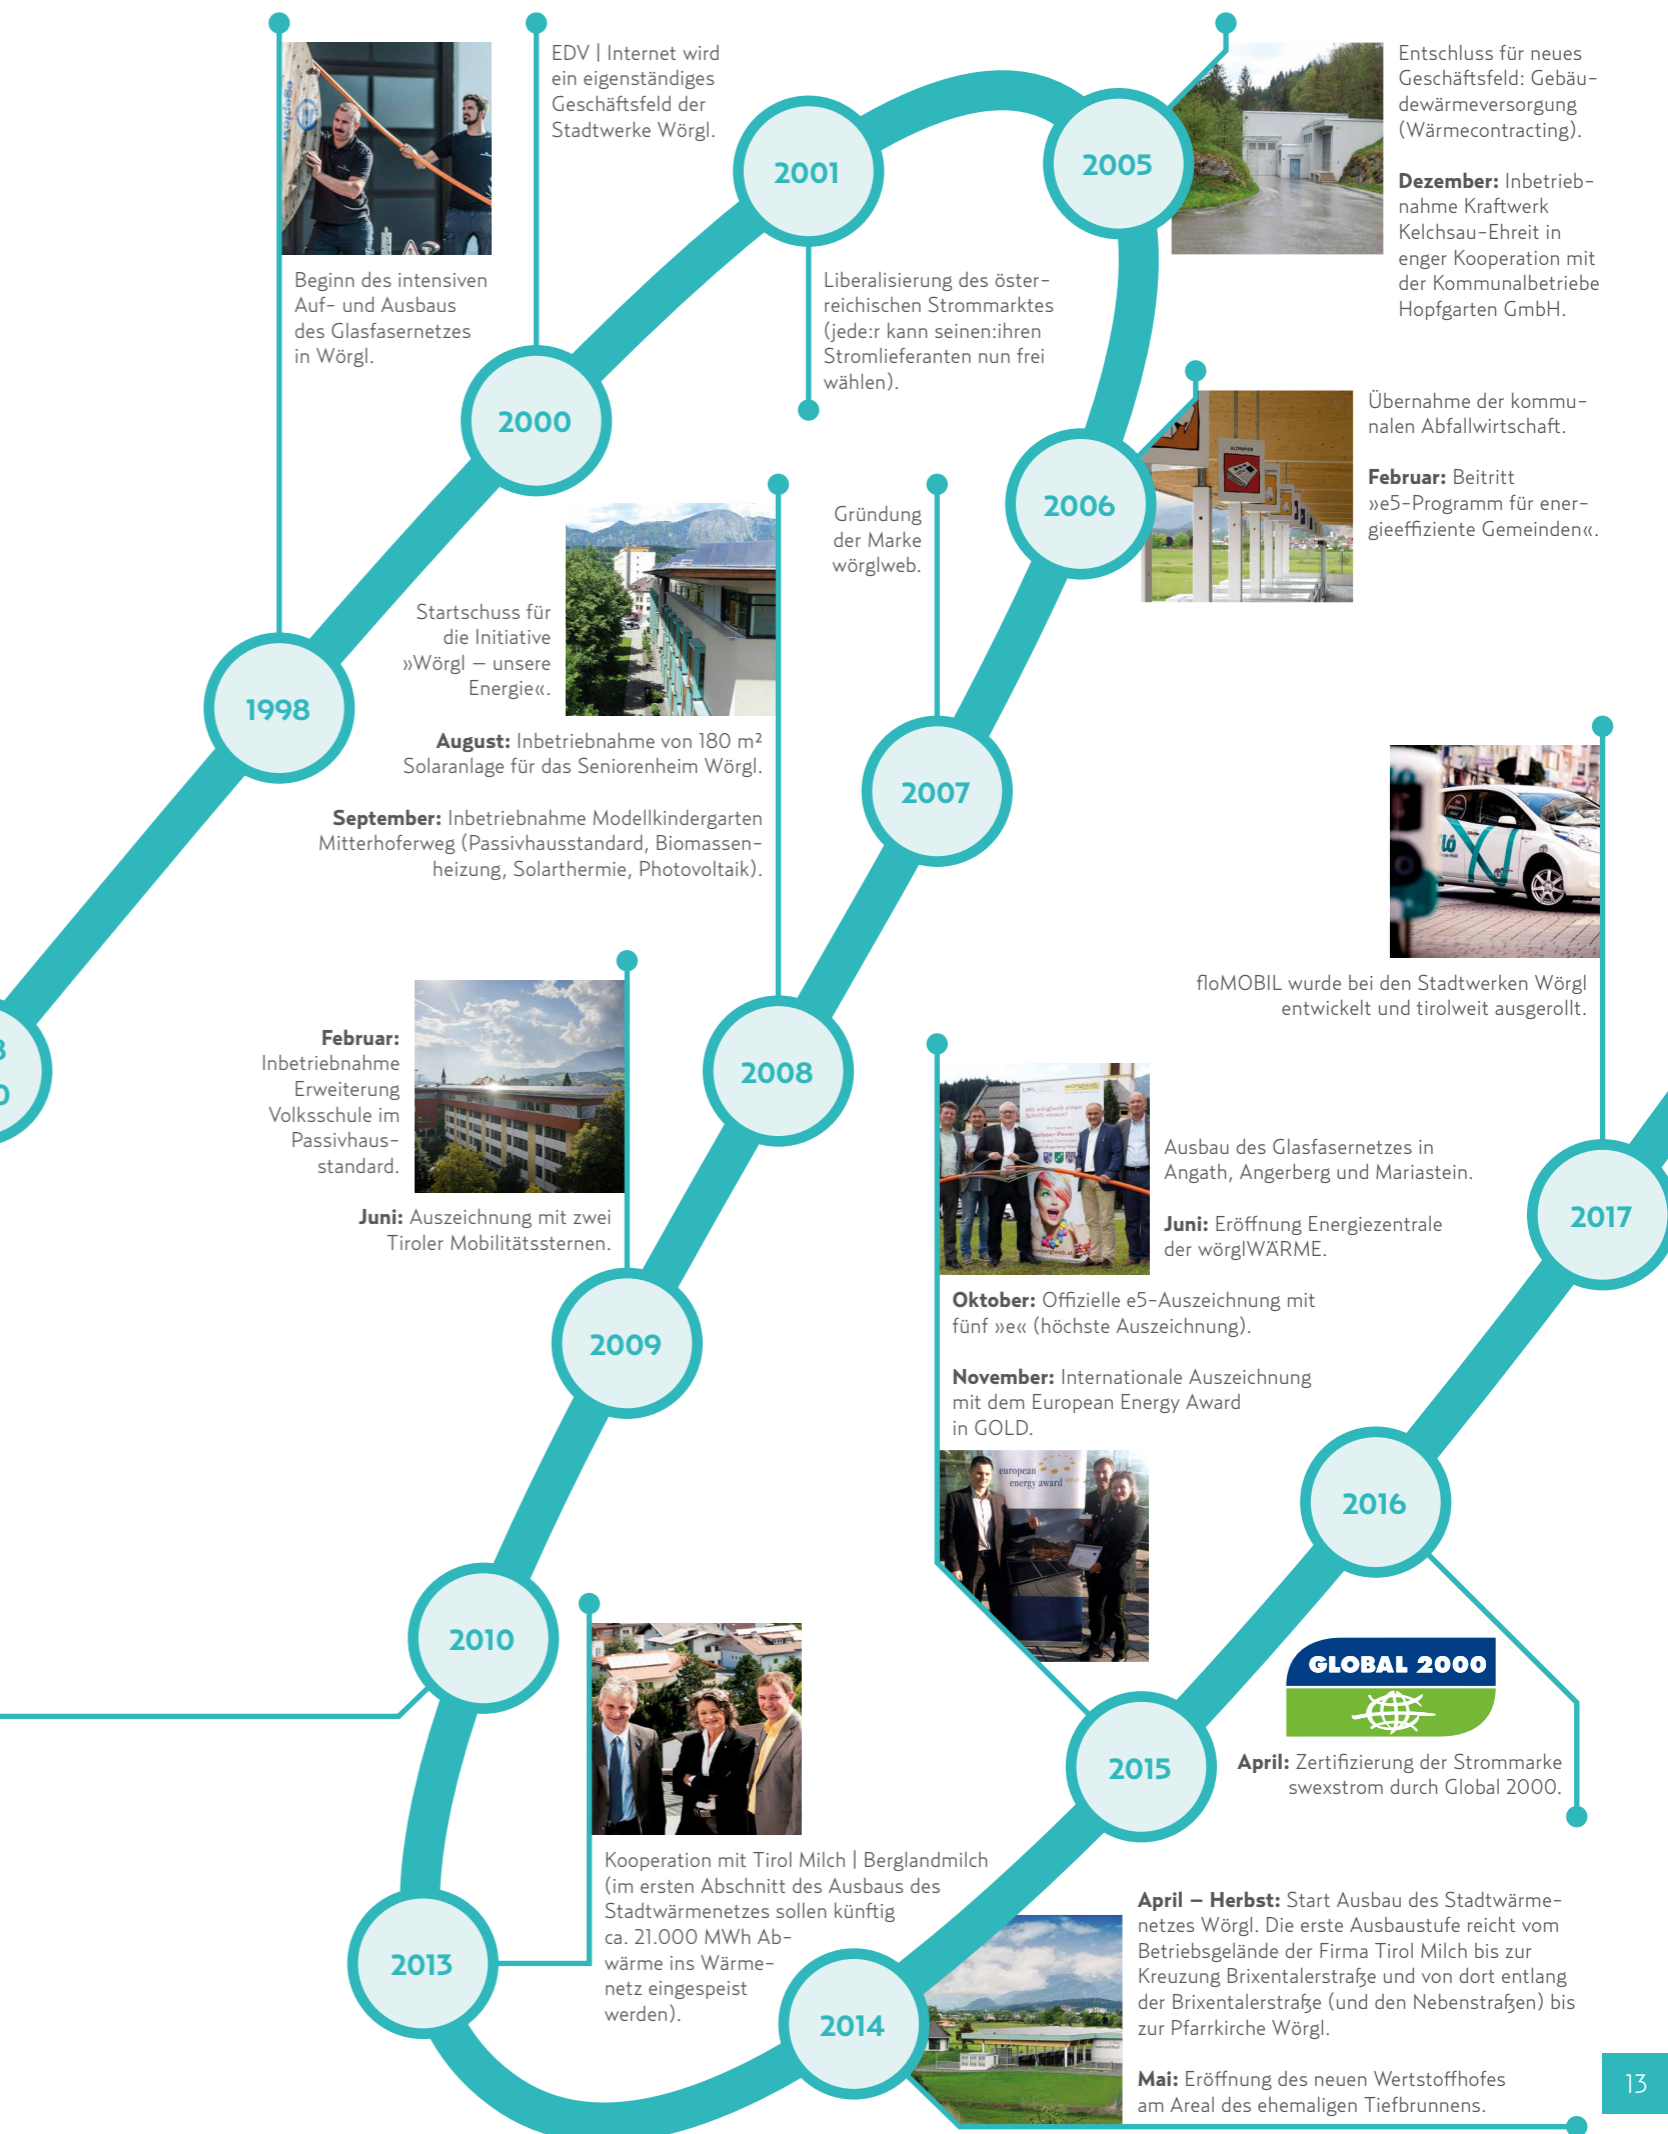 Beginn des intensiven
Auf- und Ausbaus
des Glasfasernetzes
in Wörgl.
1998
EDV | Internet wird
ein eigenständiges
Geschäftsfeld der
Stadtwerke Wörgl.
2000
2001
Liberalisierung des öster-
reichischen Strommarktes
(jede:r kann seinen:ihren
Stromlieferanten nun frei
wählen).
2005
Entschluss für neues
Geschäftsfeld: Gebäu-
dewärmeversorgung
(Wärmecontracting).
Dezember: Inbetrieb-
nahme Kraftwerk
Kelchsau-Ehreit in
enger Kooperation mit
der Kommunalbetriebe
Hopfgarten GmbH.
2006
ALTPAPIER
Übernahme der kommu-
nalen Abfallwirtschaft.
Februar: Beitritt
»e5-Programm für ener-
gieeffiziente Gemeinden«.
Gründung
der Marke
wörglweb.
2007
Startschuss für
die Initiative
»Wörgl – unsere
Energie«.
August: Inbetriebnahme von 180 m²
Solaranlage für das Seniorenheim Wörgl.
September: Inbetriebnahme Modellkindergarten
Mitterhoferweg (Passivhausstandard, Biomassen-
heizung, Solarthermie, Photovoltaik).
2008
Februar:
Inbetriebnahme
Erweiterung
Volksschule im
Passivhaus-
standard.
Juni: Auszeichnung mit zwei
Tiroler Mobilitätssternen.
2009
2010
Kooperation mit Tirol Milch | Berglandmilch
(im ersten Abschnitt des Ausbaus des
Stadtwärmenetzes sollen künftig
ca. 21.000 MWh Ab-
wärme ins Wärme-
netz eingespeist
werden).
2013
2014
April – Herbst: Start Ausbau des Stadtwärme-
netzes Wörgl. Die erste Ausbaustufe reicht vom
Betriebsgelände der Firma Tirol Milch bis zur
Kreuzung Brixentalerstraße und von dort entlang
der Brixentalerstraße (und den Nebenstraßen) bis
zur Pfarrkirche Wörgl.
Mai: Eröffnung des neuen Wertstoffhofes
am Areal des ehemaligen Tiefbrunnens.
Mit wörglweb einen
Schritt voraus!
Ausbau des Glasfasernetzes in
Angath, Angerberg und Mariastein.
Juni: Eröffnung Energiezentrale
der wörglWÄRME.
Oktober: Offizielle e5-Auszeichnung mit
fünf »e« (höchste Auszeichnung).
November: Internationale Auszeichnung
mit dem European Energy Award
in GOLD.
european
energy award
2015
2016
GLOBAL 2000
April: Zertifizierung der Strommarke
swexstrom durch Global 2000.
floMOBIL wurde bei den Stadtwerken Wörgl
entwickelt und tirolweit ausgerollt.
2017
13